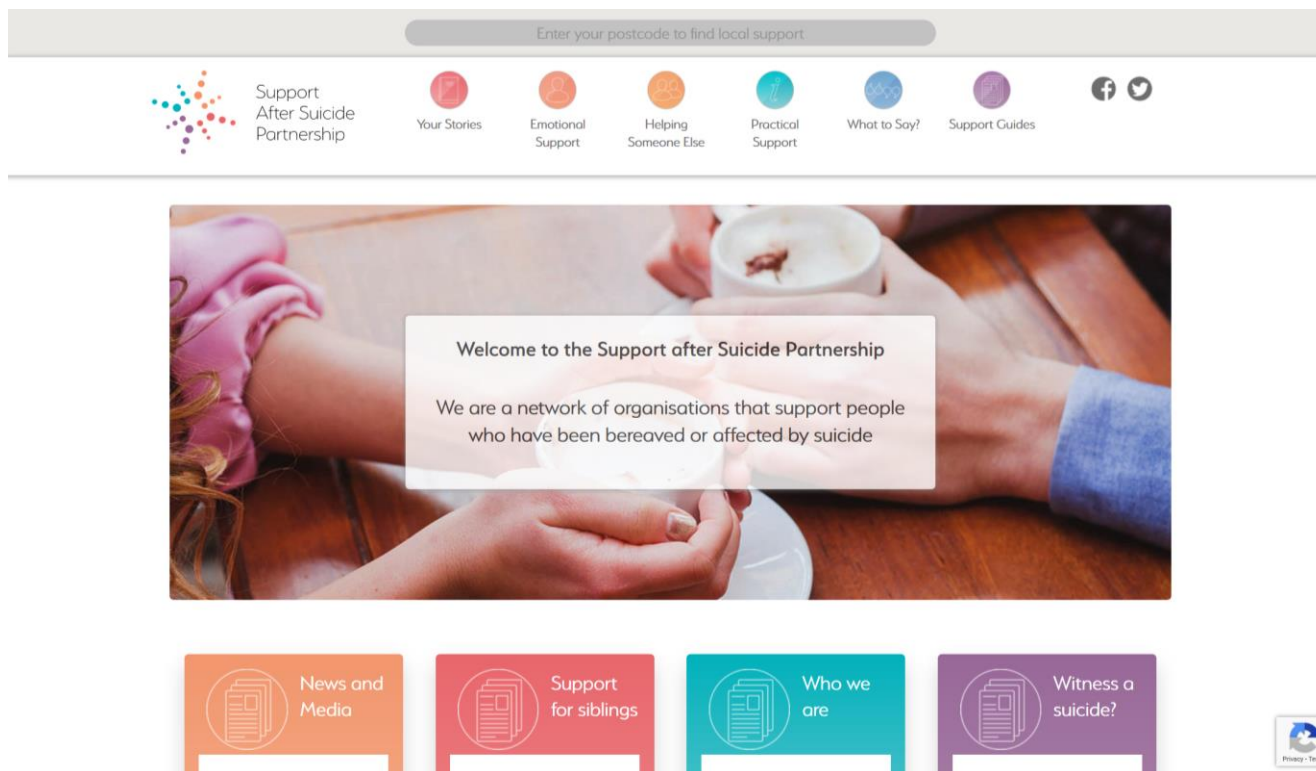 Enter your postcode to find local support
Support
After Suicide
Partnership
Your Stories
Emotional
Support
Helping
Someone Else
Practical
Support
What to Say?
Support Guides
Welcome to the Support after Suicide Partnership
We are a network of organisations that support people
who have been bereaved or affected by suicide
News and
Media
Support
for siblings
Who we
are
Witness a
suicide?
Privacy - Te